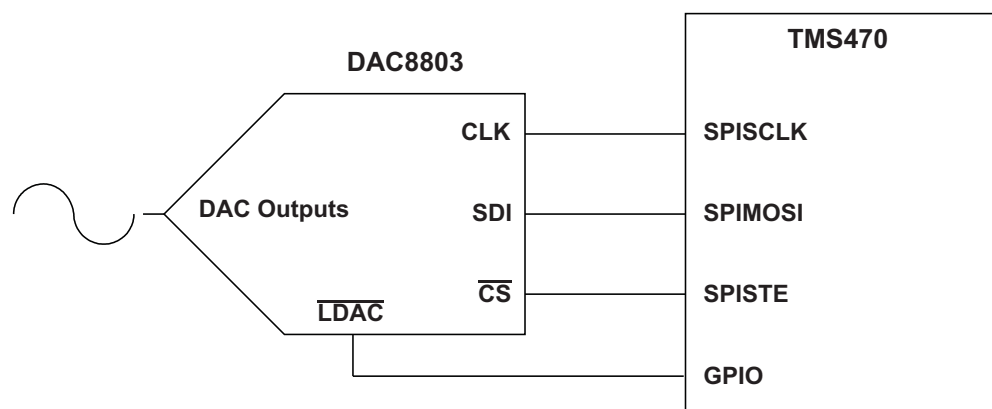 TMS470
DAC8803
CLK
SPISCLK
DAC Outputs
SDI
SPIMOSI
CS
SPISTE
LDAC
GPIO